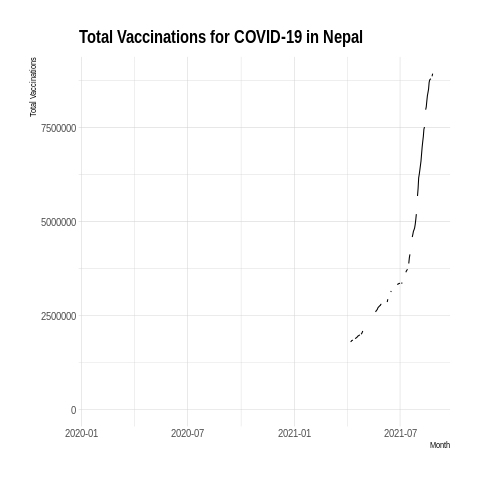 Total Vaccinations for COVID-19 in Nepal
Total Vaccinations
7500000
5000000
2500000
0
2020-01 2020-07 2021-01 2021-07
Month